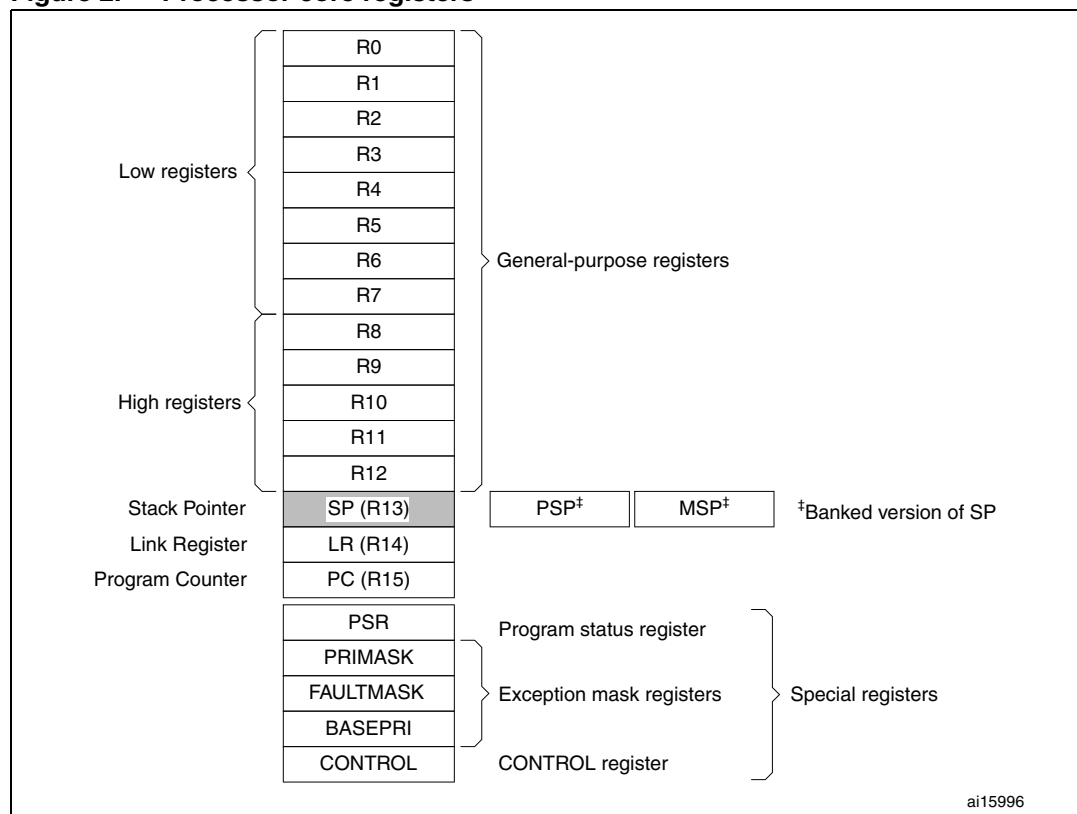 Figure 2. Processor core registers
R0
R1
R2
R3
Low registers
R4
R5
R6
General-purpose registers
R7
R8
R9
High registers
R10
R11
R12
Stack Pointer
SP (R13)
PSP‡
MSP‡
‡Banked version of SP
Link Register
LR (R14)
Program Counter
PC (R15)
PSR
Program status register
PRIMASK
FAULTMASK
Exception mask registers
Special registers
BASEPRI
CONTROL
CONTROL register
ai15996